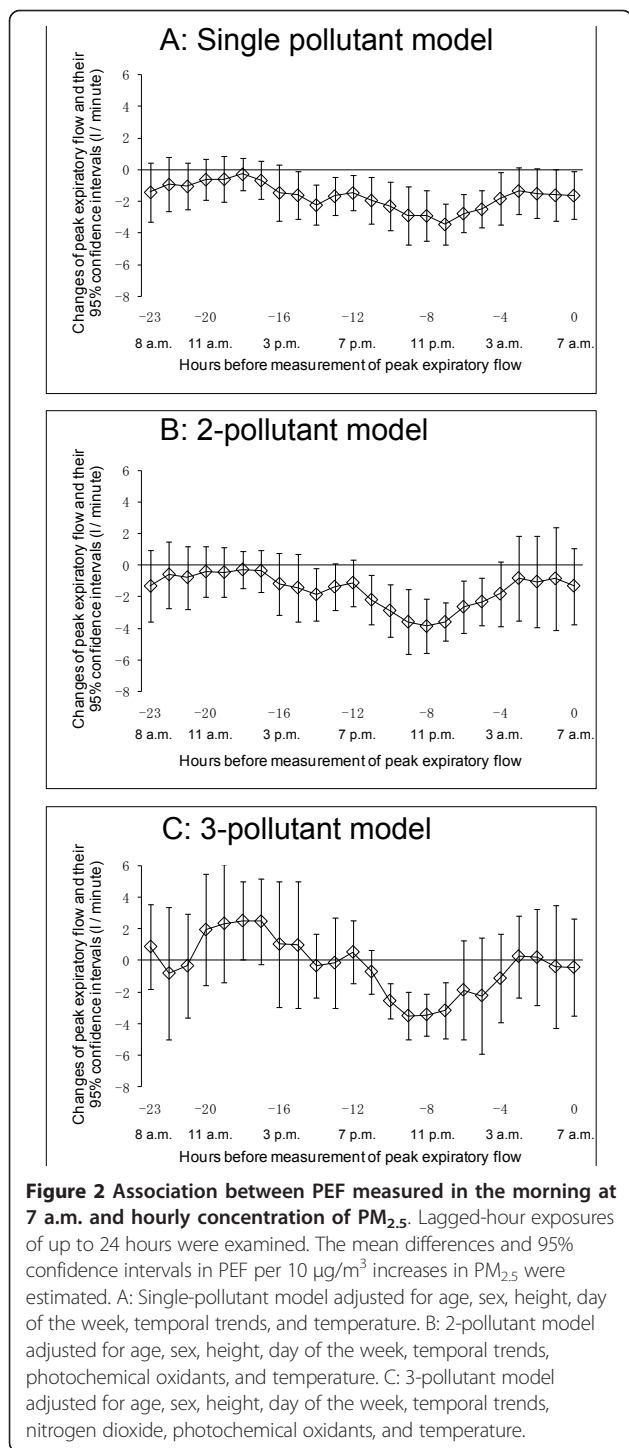 A: Single pollutant model
Changes of peak expiratory flow and their
95% confidence intervals (l / minute)
6
4
2
0
-2
-4
-6
-8
-23 -20 -16 -12 -8 -4 0
8 a.m. 11 a.m. 3 p.m. 7 p.m. 11 p.m. 3 a.m. 7 a.m.
Hours before measurement of peak expiratory flow
B: 2-pollutant model
Changes of peak expiratory flow and their
95% confidence intervals (l / minute)
6
4
2
0
-2
-4
-6
-8
-23 -20 -16 -12 -8 -4 0
8 a.m. 11 a.m. 3 p.m. 7 p.m. 11 p.m. 3 a.m. 7 a.m.
Hours before measurement of peak expiratory flow
C: 3-pollutant model
Changes of peak expiratory flow and their
95% confidence intervals (l / minute)
6
4
2
0
-2
-4
-6
-8
-23 -20 -16 -12 -8 -4 0
8 a.m. 11 a.m. 3 p.m. 7 p.m. 11 p.m. 3 a.m. 7 a.m.
Hours before measurement of peak expiratory flow
Figure 2 Association between PEF measured in the morning at
7 a.m. and hourly concentration of PM2.5. Lagged-hour exposures
of up to 24 hours were examined. The mean differences and 95%
confidence intervals in PEF per 10 μg/m³ increases in PM2.5 were
estimated. A: Single-pollutant model adjusted for age, sex, height, day
of the week, temporal trends, and temperature. B: 2-pollutant model
adjusted for age, sex, height, day of the week, temporal trends,
photochemical oxidants, and temperature. C: 3-pollutant model
adjusted for age, sex, height, day of the week, temporal trends,
nitrogen dioxide, photochemical oxidants, and temperature.